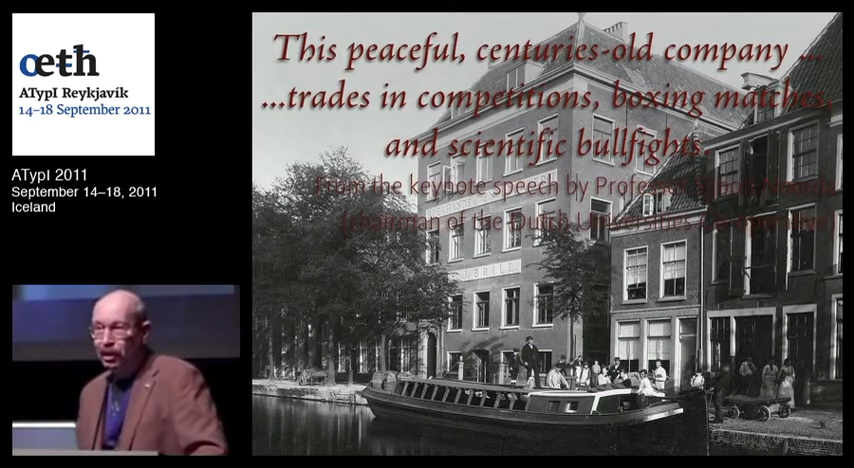 œth
ATypI Reykjavík
14–18 September 2011
ATypI 2011
September 14–18, 2011
Iceland
This peaceful, centuries-old company ...
...trades in competitions, boxing matches,
and scientific bullfights.
From the keynote speech by Professor
(chairman of the Dutch Universities
BRILL